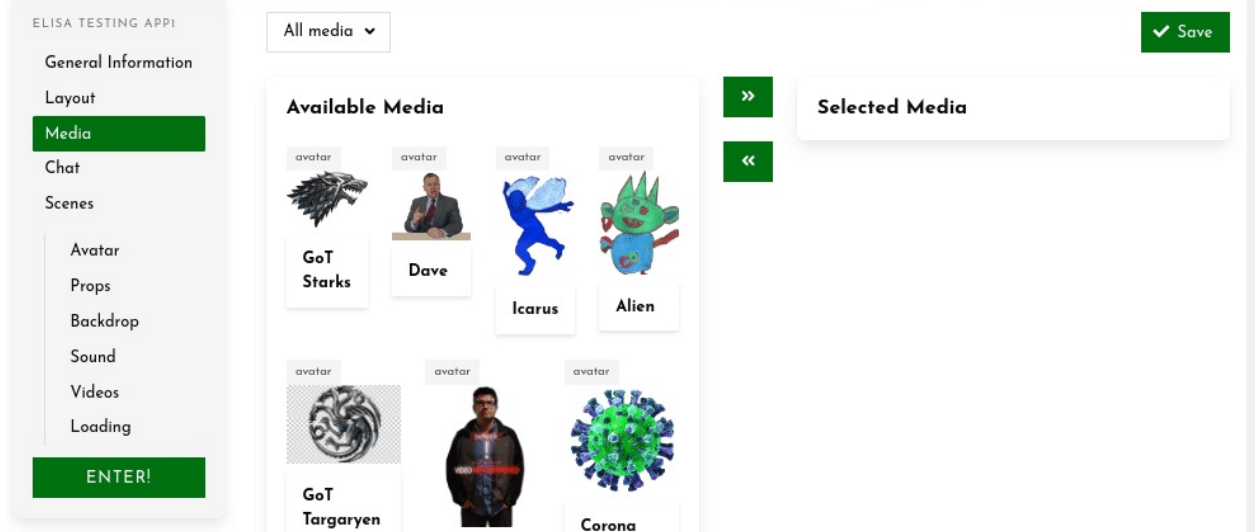 ELISA TESTING APP1
General Information
Layout
Media
Chat
Scenes
Avatar
Props
Backdrop
Sound
Videos
Loading
ENTER!
All media
Save
Available Media
avatar
avatar
avatar
avatar
GoT
Starks
Dave
Icarus
Alien
avatar
avatar
avatar
GoT
Targaryen
VIDEO
Corona
Selected Media